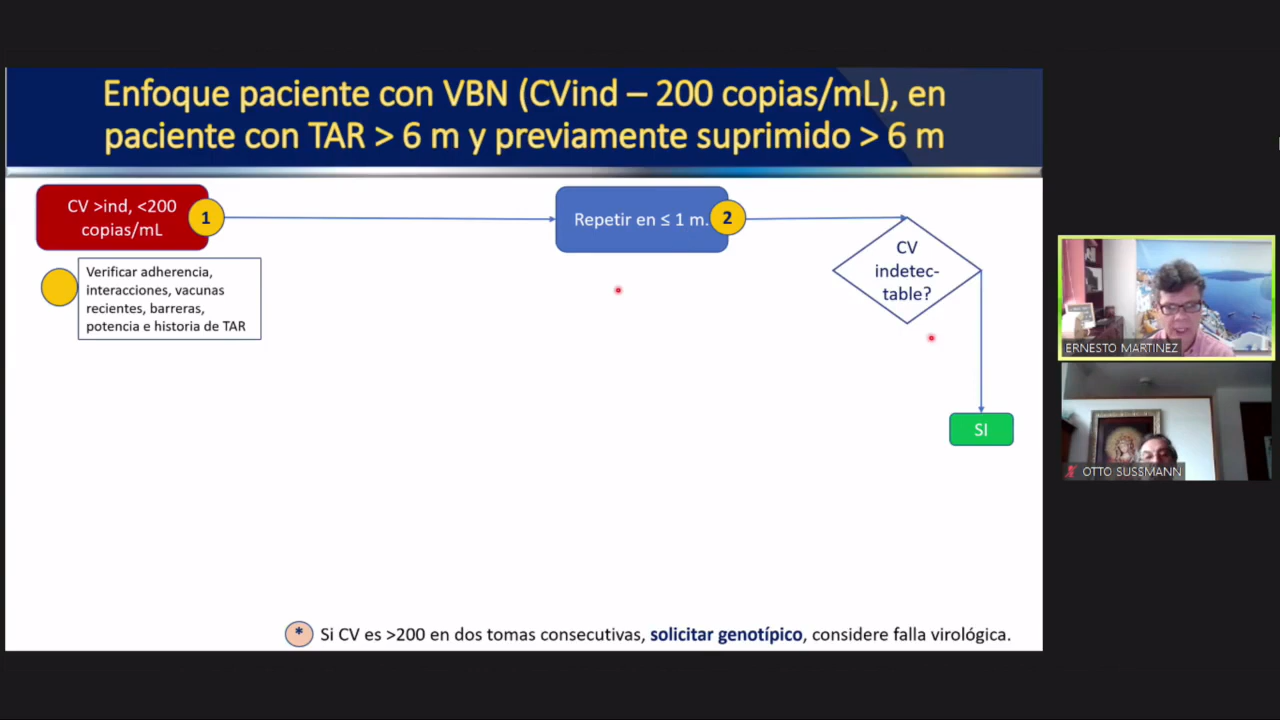 Enfoque paciente con VBN (CVind – 200 copias/mL), en
paciente con TAR > 6 m y previamente suprimido > 6 m
CV >ind, <200
copias/mL
1
Repetir en ≤ 1 m.
2
CV
indetec-
table?
Verificar adherencia,
interacciones, vacunas
recientes, barreras,
potencia e historia de TAR
SI
* Si CV es >200 en dos tomas consecutivas, solicitar genotípico, considere falla virológica.
ERNESTO MARTINEZ
OTTO SUSSMANN